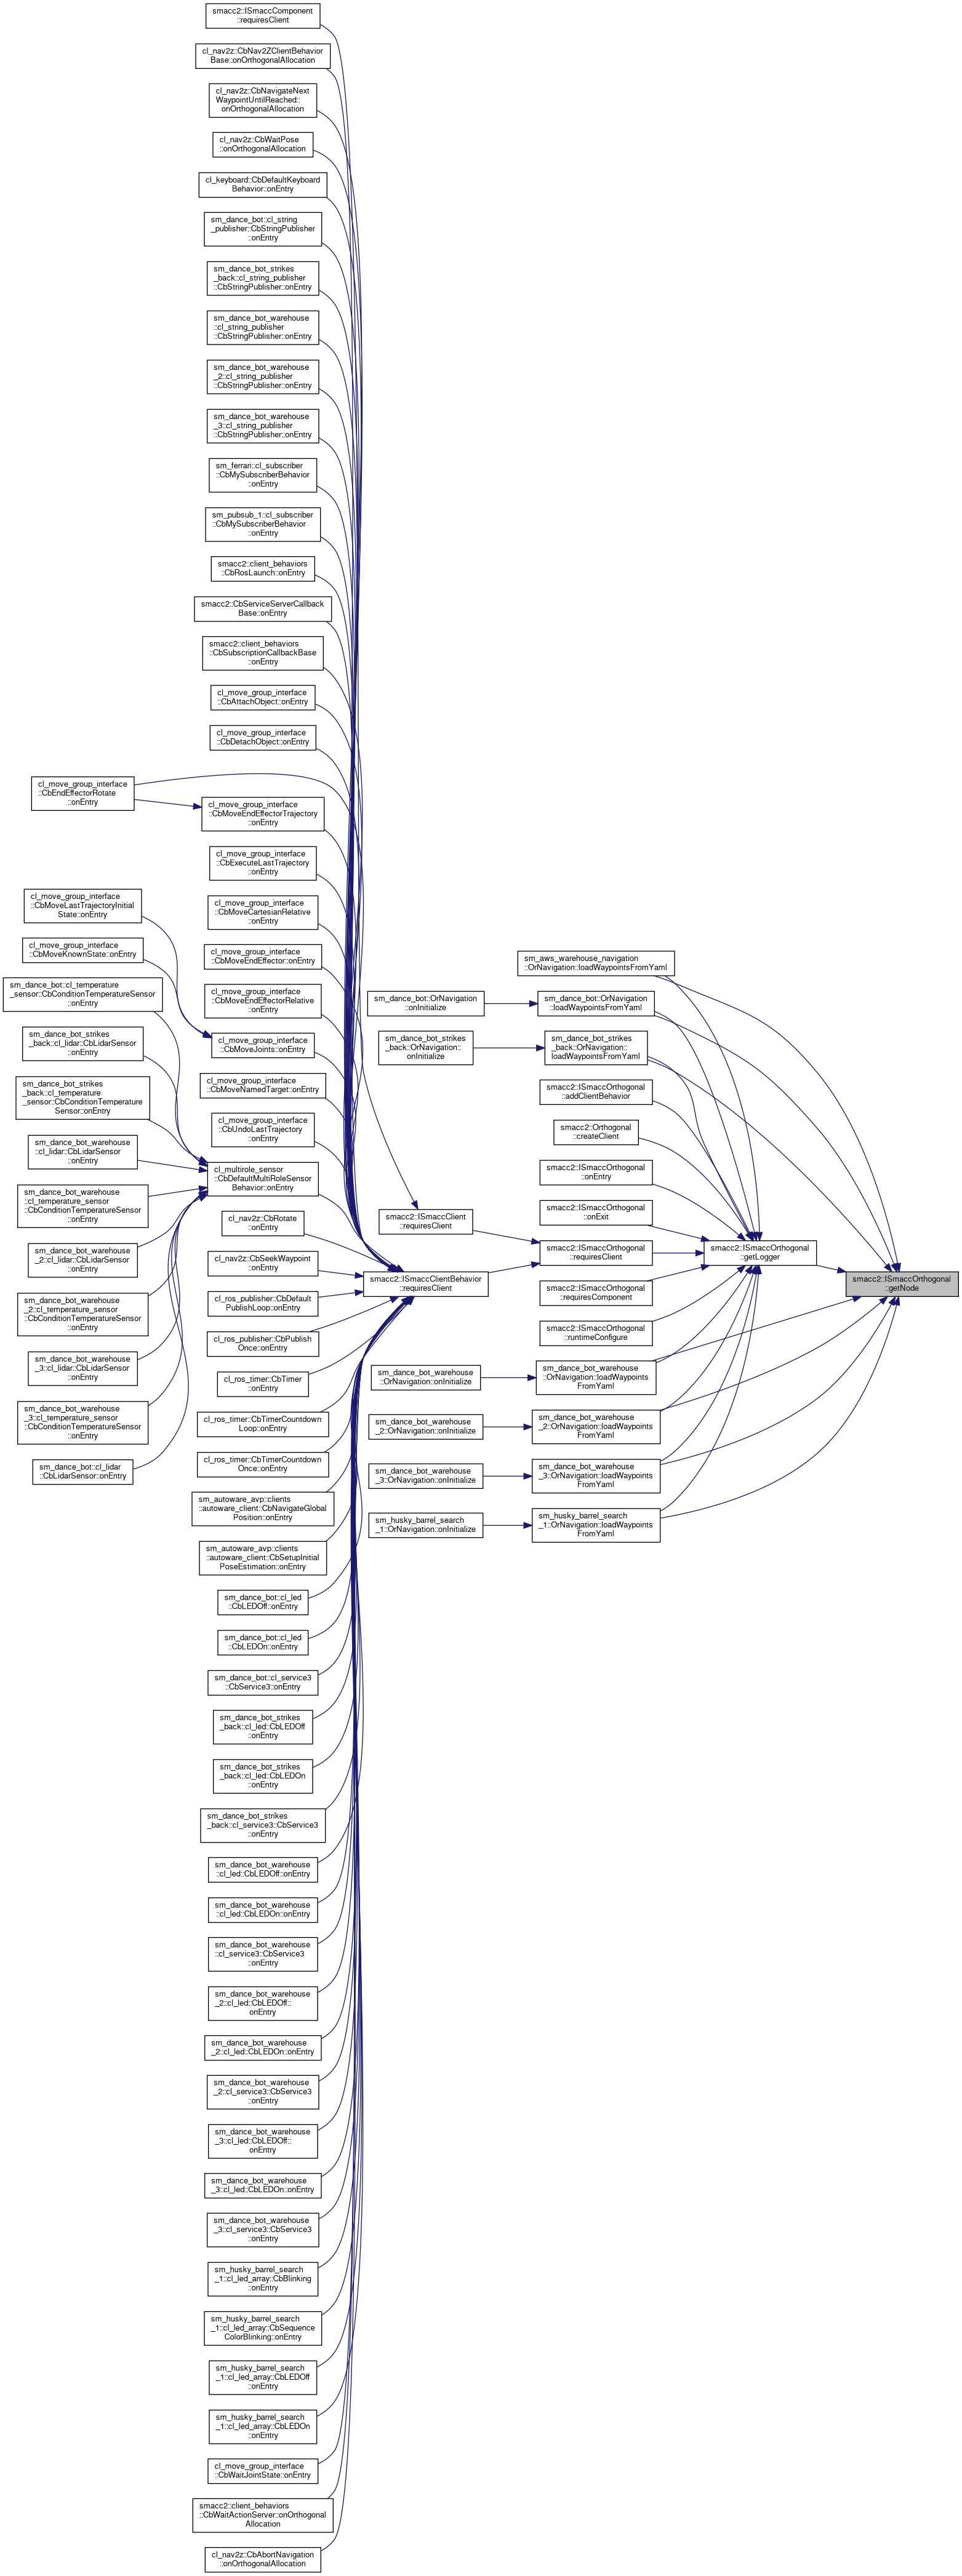 smacc2::ISmaccComponent
::requiresClient
cl_nav2z::CbNav2ZClientBehavior
Base::onOrthogonalAllocation
cl_nav2z::CbNavigateNext
WaypointUntilReached::
onOrthogonalAllocation
cl_nav2z::CbWaitPose
::onOrthogonalAllocation
cl_keyboard::CbDefaultKeyboard
Behavior::onEntry
sm_dance_bot::cl_string
_publisher::CbStringPublisher
::onEntry
sm_dance_bot_strikes
_back::cl_string_publisher
::CbStringPublisher::onEntry
sm_dance_bot_warehouse
::cl_string_publisher
::CbStringPublisher::onEntry
sm_dance_bot_warehouse
_2::cl_string_publisher
::CbStringPublisher::onEntry
sm_dance_bot_warehouse
_3::cl_string_publisher
::CbStringPublisher::onEntry
sm_ferrari::cl_subscriber
::CbMySubscriberBehavior
::onEntry
sm_pubsub_1::cl_subscriber
::CbMySubscriberBehavior
::onEntry
smacc2::client_behaviors
::CbRosLaunch::onEntry
smacc2::CbServiceServerCallback
Base::onEntry
smacc2::client_behaviors
::CbSubscriptionCallbackBase
::onEntry
cl_move_group_interface
::CbAttachObject::onEntry
cl_move_group_interface
::CbDetachObject::onEntry
cl_move_group_interface
::CbEndEffectorRotate
::onEntry
cl_move_group_interface
::CbMoveEndEffectorTrajectory
::onEntry
cl_move_group_interface
::CbExecuteLastTrajectory
::onEntry
cl_move_group_interface
::CbMoveLastTrajectoryInitial
State::onEntry
cl_move_group_interface
::CbMoveCartesianRelative
::onEntry
cl_move_group_interface
::CbMoveKnownState::onEntry
cl_move_group_interface
::CbMoveEndEffector::onEntry
sm_dance_bot::cl_temperature
_sensor::CbConditionTemperatureSensor
::onEntry
cl_move_group_interface
::CbMoveEndEffectorRelative
::onEntry
sm_dance_bot_strikes
_back::cl_lidar::CbLidarSensor
::onEntry
cl_move_group_interface
::CbMoveJoints::onEntry
sm_dance_bot_strikes
_back::cl_temperature
_sensor::CbConditionTemperature
Sensor::onEntry
cl_move_group_interface
::CbMoveNamedTarget::onEntry
sm_dance_bot_warehouse
::cl_lidar::CbLidarSensor
::onEntry
cl_move_group_interface
::CbUndoLastTrajectory
::onEntry
sm_dance_bot_warehouse
::cl_temperature_sensor
::CbConditionTemperatureSensor
::onEntry
cl_multirole_sensor
::CbDefaultMultiRoleSensor
Behavior::onEntry
sm_dance_bot_warehouse
_2::cl_lidar::CbLidarSensor
::onEntry
cl_nav2z::CbRotate
::onEntry
sm_dance_bot_warehouse
_2::cl_temperature_sensor
::CbConditionTemperatureSensor
::onEntry
cl_nav2z::CbSeekWaypoint
::onEntry
cl_ros_publisher::CbDefault
PublishLoop::onEntry
sm_dance_bot_warehouse
_3::cl_lidar::CbLidarSensor
::onEntry
cl_ros_publisher::CbPublish
Once::onEntry
sm_dance_bot_warehouse
_3::cl_temperature_sensor
::CbConditionTemperatureSensor
::onEntry
cl_ros_timer::CbTimer
::onEntry
sm_dance_bot::cl_lidar
::CbLidarSensor::onEntry
cl_ros_timer::CbTimerCountdown
Loop::onEntry
cl_ros_timer::CbTimerCountdown
Once::onEntry
sm_autoware_avp::clients
::autoware_client::CbNavigateGlobal
Position::onEntry
sm_autoware_avp::clients
::autoware_client::CbSetupInitial
PoseEstimation::onEntry
sm_dance_bot::cl_led
::CbLEDOff::onEntry
sm_dance_bot::cl_led
::CbLEDOn::onEntry
sm_dance_bot::cl_service3
::CbService3::onEntry
sm_dance_bot_strikes
_back::cl_led::CbLEDOff
::onEntry
sm_dance_bot_strikes
_back::cl_led::CbLEDOn
::onEntry
sm_dance_bot_strikes
_back::cl_service3::CbService3
::onEntry
sm_dance_bot_warehouse
::cl_led::CbLEDOff::onEntry
sm_dance_bot_warehouse
::cl_led::CbLEDOn::onEntry
sm_dance_bot_warehouse
::cl_service3::CbService3
::onEntry
sm_dance_bot_warehouse
_2::cl_led::CbLEDOff::
onEntry
sm_dance_bot_warehouse
_2::cl_led::CbLEDOn::onEntry
sm_dance_bot_warehouse
_2::cl_service3::CbService3
::onEntry
sm_dance_bot_warehouse
_3::cl_led::CbLEDOff::
onEntry
sm_dance_bot_warehouse
_3::cl_led::CbLEDOn::onEntry
sm_dance_bot_warehouse
_3::cl_service3::CbService3
::onEntry
sm_husky_barrel_search
_1::cl_led_array::CbBlinking
::onEntry
sm_husky_barrel_search
_1::cl_led_array::CbSequence
ColorBlinking::onEntry
sm_husky_barrel_search
_1::cl_led_array::CbLEDOff
::onEntry
sm_husky_barrel_search
_1::cl_led_array::CbLEDOn
::onEntry
cl_move_group_interface
::CbWaitJointState::onEntry
smacc2::client_behaviors
::CbWaitActionServer::onOrthogonal
Allocation
cl_nav2z::CbAbortNavigation
::onOrthogonalAllocation
smacc2::ISmaccClient
::requiresClient
smacc2::ISmaccClientBehavior
::requiresClient
sm_dance_bot::OrNavigation
::onInitialize
sm_dance_bot_strikes
_back::OrNavigation::
onInitialize
sm_dance_bot_warehouse
::OrNavigation::onInitialize
sm_dance_bot_warehouse
_2::OrNavigation::onInitialize
sm_dance_bot_warehouse
_3::OrNavigation::onInitialize
sm_husky_barrel_search
_1::OrNavigation::onInitialize
sm_aws_warehouse_navigation
::OrNavigation::loadWaypointsFromYaml
sm_dance_bot::OrNavigation
::loadWaypointsFromYaml
sm_dance_bot_strikes
_back::OrNavigation::
loadWaypointsFromYaml
smacc2::ISmaccOrthogonal
::addClientBehavior
smacc2::Orthogonal
::createClient
smacc2::ISmaccOrthogonal
::onEntry
smacc2::ISmaccOrthogonal
::onExit
smacc2::ISmaccOrthogonal
::requiresClient
smacc2::ISmaccOrthogonal
::requiresComponent
smacc2::ISmaccOrthogonal
::runtimeConfigure
sm_dance_bot_warehouse
::OrNavigation::loadWaypoints
FromYaml
sm_dance_bot_warehouse
_2::OrNavigation::loadWaypoints
FromYaml
sm_dance_bot_warehouse
_3::OrNavigation::loadWaypoints
FromYaml
sm_husky_barrel_search
_1::OrNavigation::loadWaypoints
FromYaml
smacc2::ISmaccOrthogonal
::getLogger
smacc2::ISmaccOrthogonal
::getNode